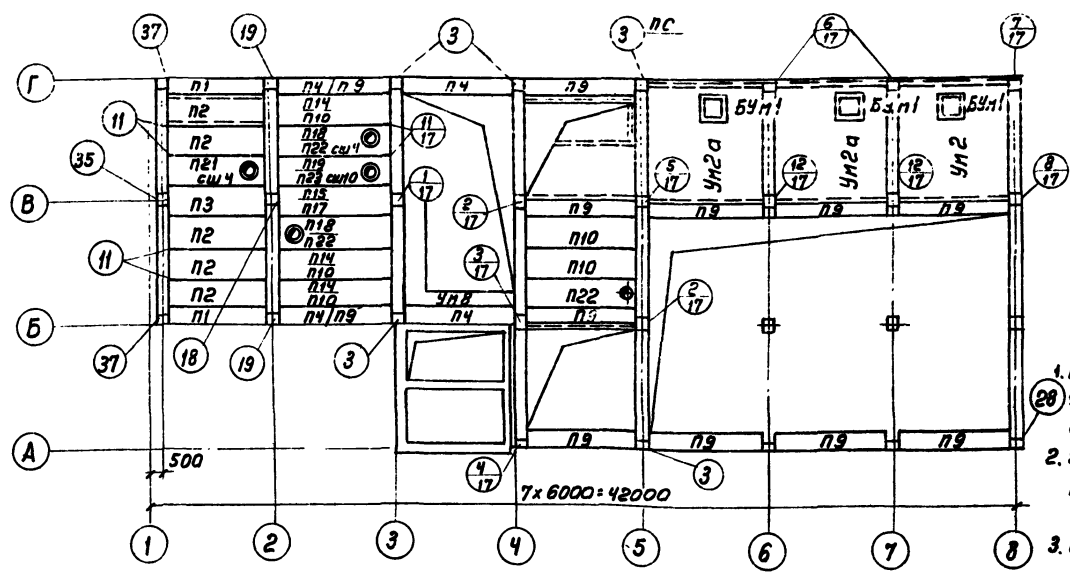 37
19
3
3 ПС
6/17
7/17
Г
П1
П4/П9
П4
П9
П2
П14
П10
БУм1
БУм1
БУм1
11
П2
П18
П22 сш4
11/17
УМ2а
УМ2а
УМ2
35
П21
сш4
П19
П23 сш10
1/17
5/17
12/17
12/17
8/17
В
П3
П15
П17
2/17
П9
П9
П9
П9
П2
П18
П22
П10
11
П2
П14
П10
3/17
П10
П2
П14
П10
УМ8
П22
2/17
Б
П1
П4/П9
П4
П9
37
18
19
3
1.
28
А
П9
П9
П9
П9
500
4/17
3
2.
7x6000=42000
1
2
3
4
5
6
7
8
3.